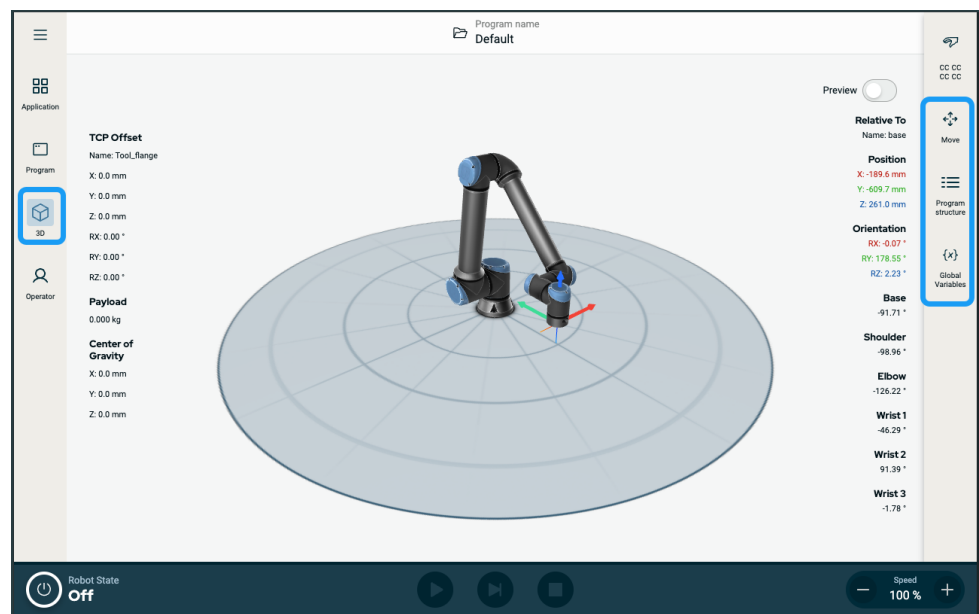 Program name
Default
Application
Program
3D
Operator
TCP Offset
Name: Tool_flange
X: 0.0 mm
Y: 0.0 mm
Z: 0.0 mm
RX: 0.00 °
RY: 0.00 °
RZ: 0.00 °
Payload
0.000 kg
Center of
Gravity
X: 0.0 mm
Y: 0.0 mm
Z: 0.0 mm
Preview
Relative To
Name: base
Position
X: -189.6 mm
Y: -609.7 mm
Z: 261.0 mm
Orientation
RX: -0.07 °
RY: 178.55 °
RZ: 2.23 °
Base
-91.71 °
Shoulder
-98.96 °
Elbow
-126.22 °
Wrist 1
-46.29 °
Wrist 2
91.39 °
Wrist 3
-1.78 °
CC CC
CC CC
Move
Program
structure
{x}
Global
Variables
Robot State
Off
Speed
100 %